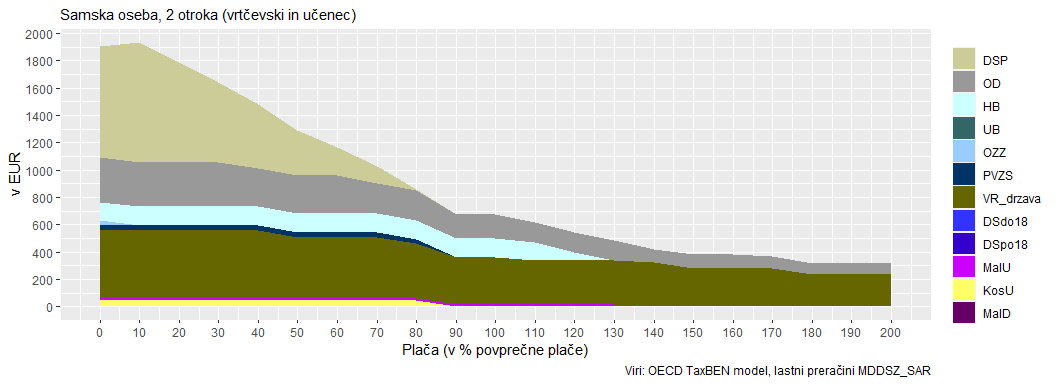 Samska oseba, 2 otroka (vrtčevski in učenec)
v EUR
2000
1800
1600
1400
1200
1000
800
600
400
200
0
0 10 20 30 40 50 60 70 80 90 100 110 120 130 140 150 160 170 180 190 200
Plača (v % povprečne plače)
DSP
OD
HB
UB
OZZ
PVZS
VR_drzava
DSdo18
DSpo18
MalU
KosU
MalD
Viri: OECD TaxBEN model, lastni preračini MDDSZ_SAR